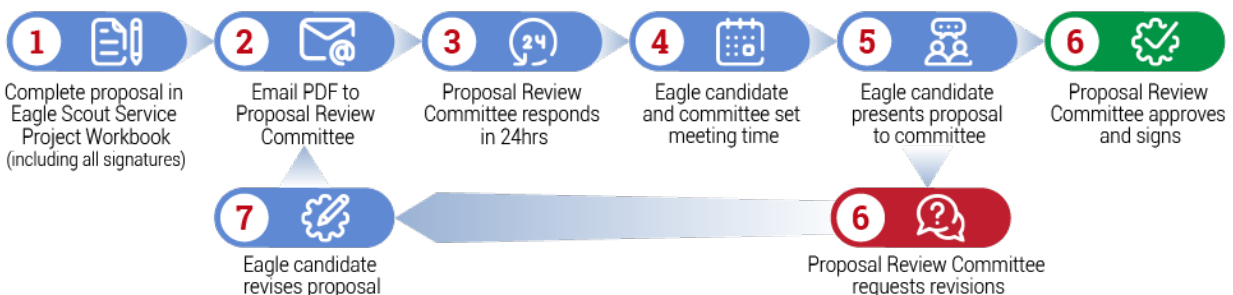 1
2
3
24
4
5
6
Complete proposal in
Eagle Scout Service
Project Workbook
(including all signatures)
Email PDF to
Proposal Review
Committee
@
Proposal Review
Committee responds
in 24hrs
Eagle candidate
and committee set
meeting time
Eagle candidate
presents proposal
to committee
Proposal Review
Committee approves
and signs
7
6
?
Eagle candidate
revises proposal
Proposal Review Committee
requests revisions